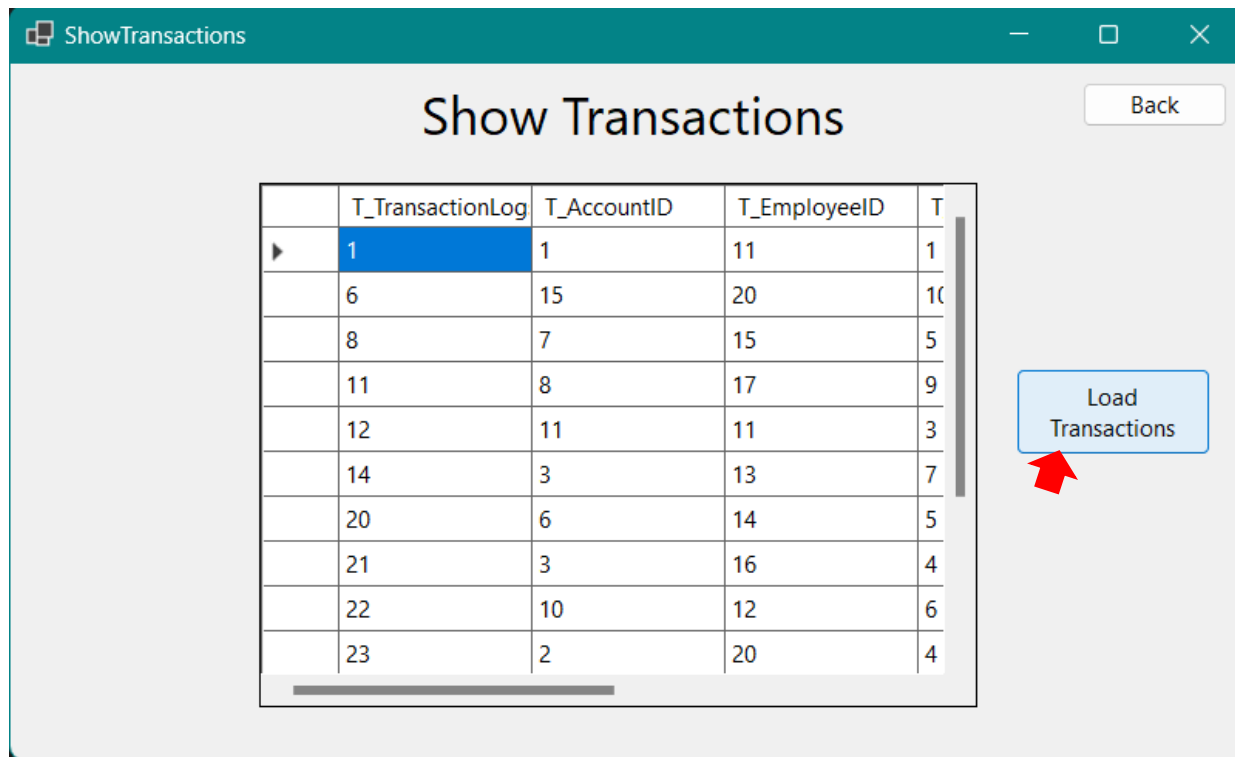 ShowTransactions
Show Transactions
Back
T_TransactionLog T_AccountID T_EmployeeID T
1 1 11 1
6 15 20 10
8 7 15 5
11 8 17 9
12 11 11 3
14 3 13 7
20 6 14 5
21 3 16 4
22 10 12 6
23 2 20 4
Load
Transactions